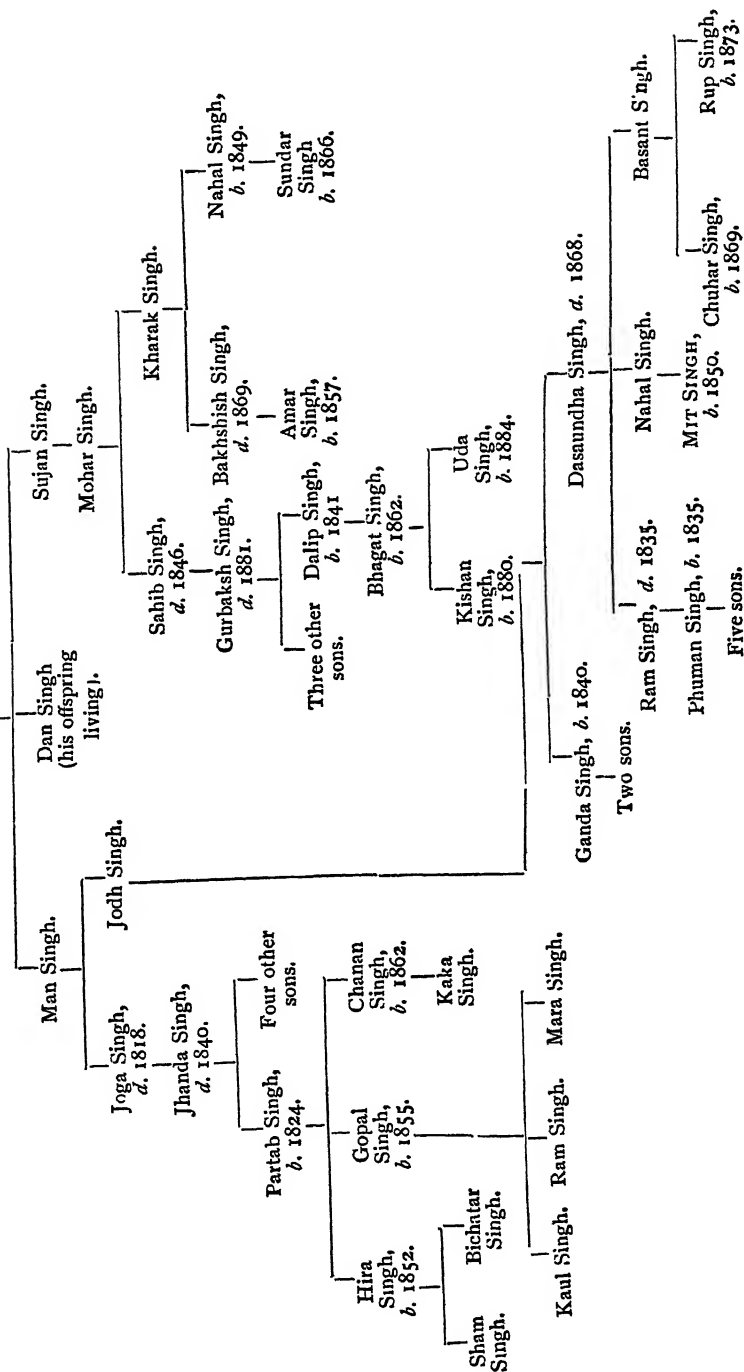 Man Singh.
Dan Singh
(his offspring
living).
Sujan Singh.
Mohar Singh.
Jodh Singh.
Joga Singh,
d. 1818.
Jhanda Singh,
d. 1840.
Partab Singh,
b. 1824.
Four other
sons.
Hira
Singh,
b. 1852.
Gopal
Singh,
b. 1855.
Chanan
Singh,
b. 1862.
Kaka
Singh.
Sham
Singh.
Bichatar
Singh.
Kaul Singh.
Ram Singh.
Mara Singh.
Sahib Singh,
d. 1846.
Kharak Singh.
Gurbaksh Singh,
d. 1881.
Bakhshish Singh,
d. 1869.
Nahal Singh,
b. 1849.
Three other
sons.
Dalip Singh,
b. 1841
Amar
Singh,
b. 1857.
Sundar
Singh
b. 1866.
Bhagat Singh,
b. 1862.
Kishan
Singh,
b. 1880.
Uda
Singh,
b. 1884.
Ganda Singh, b. 1840.
Two sons.
Dasaundha Singh, d. 1868.
Ram Singh, d. 1835.
Nahal Singh.
Basant S'ngh.
Phuman Singh, b. 1835.
Five sons.
MIT SINGH,
b. 1850.
Chuhar Singh,
b. 1869.
Rup Singh,
b. 1873.